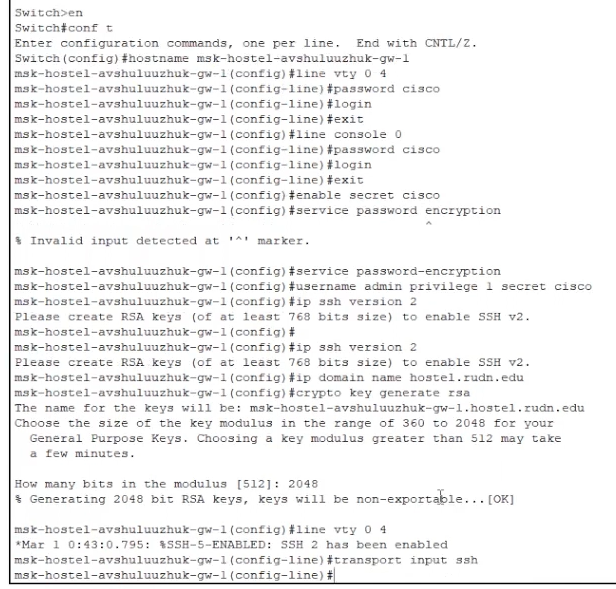 Switch>en
Switch#conf t
Enter configuration commands, one per line.  End with CNTL/Z.
Switch(config)#hostname msk-hostel-avshuluuzhuk-gw-1
msk-hostel-avshuluuzhuk-gw-1(config)#line vty 0 4
msk-hostel-avshuluuzhuk-gw-1(config-line)#password cisco
msk-hostel-avshuluuzhuk-gw-1(config-line)#login
msk-hostel-avshuluuzhuk-gw-1(config-line)#exit
msk-hostel-avshuluuzhuk-gw-1(config)#line console 0
msk-hostel-avshuluuzhuk-gw-1(config-line)#password cisco
msk-hostel-avshuluuzhuk-gw-1(config-line)#login
msk-hostel-avshuluuzhuk-gw-1(config-line)#exit
msk-hostel-avshuluuzhuk-gw-1(config)#enable secret cisco
msk-hostel-avshuluuzhuk-gw-1(config)#service password encryption
^
% Invalid input detected at '^' marker.
msk-hostel-avshuluuzhuk-gw-1(config)#service password-encryption
msk-hostel-avshuluuzhuk-gw-1(config)#username admin privilege 1 secret cisco
msk-hostel-avshuluuzhuk-gw-1(config)#ip ssh version 2
Please create RSA keys (of at least 768 bits size) to enable SSH v2.
msk-hostel-avshuluuzhuk-gw-1(config)#
msk-hostel-avshuluuzhuk-gw-1(config)#ip ssh version 2
Please create RSA keys (of at least 768 bits size) to enable SSH v2.
msk-hostel-avshuluuzhuk-gw-1(config)#ip domain name hostel.rudn.edu
msk-hostel-avshuluuzhuk-gw-1(config)#crypto key generate rsa
The name for the keys will be: msk-hostel-avshuluuzhuk-gw-1.hostel.rudn.edu
Choose the size of the key modulus in the range of 360 to 2048 for your
General Purpose Keys. Choosing a key modulus greater than 512 may take
a few minutes.
How many bits in the modulus [512]: 2048
% Generating 2048 bit RSA keys, keys will be non-exportable...[OK]
msk-hostel-avshuluuzhuk-gw-1(config)#line vty 0 4
*Mar 1 0:43:0.795: %SSH-5-ENABLED: SSH 2 has been enabled
msk-hostel-avshuluuzhuk-gw-1(config-line)#transport input ssh
msk-hostel-avshuluuzhuk-gw-1(config-line)#